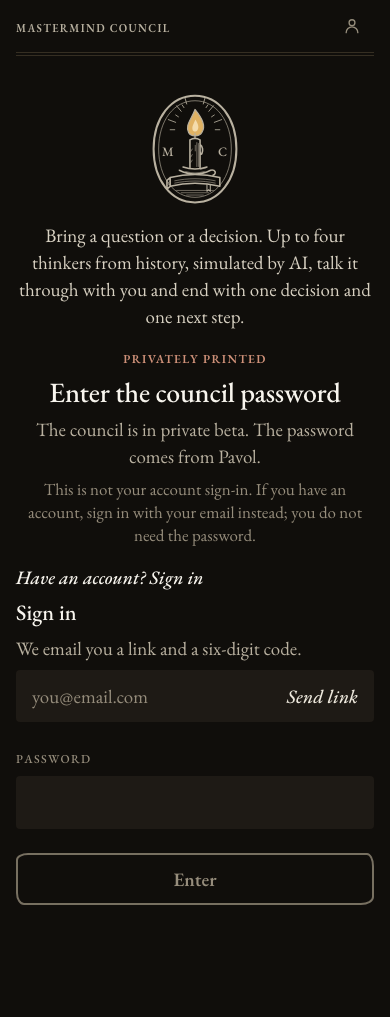 MASTERMIND COUNCIL
M C
Bring a question or a decision. Up to four
thinkers from history, simulated by AI, talk it
through with you and end with one decision and
one next step.
PRIVATELY PRINTED
Enter the council password
The council is in private beta. The password
comes from Pavol.
This is not your account sign-in. If you have an
account, sign in with your email instead; you do not
need the password.
Have an account? Sign in
Sign in
We email you a link and a six-digit code.
you@email.com Send link
PASSWORD
Enter